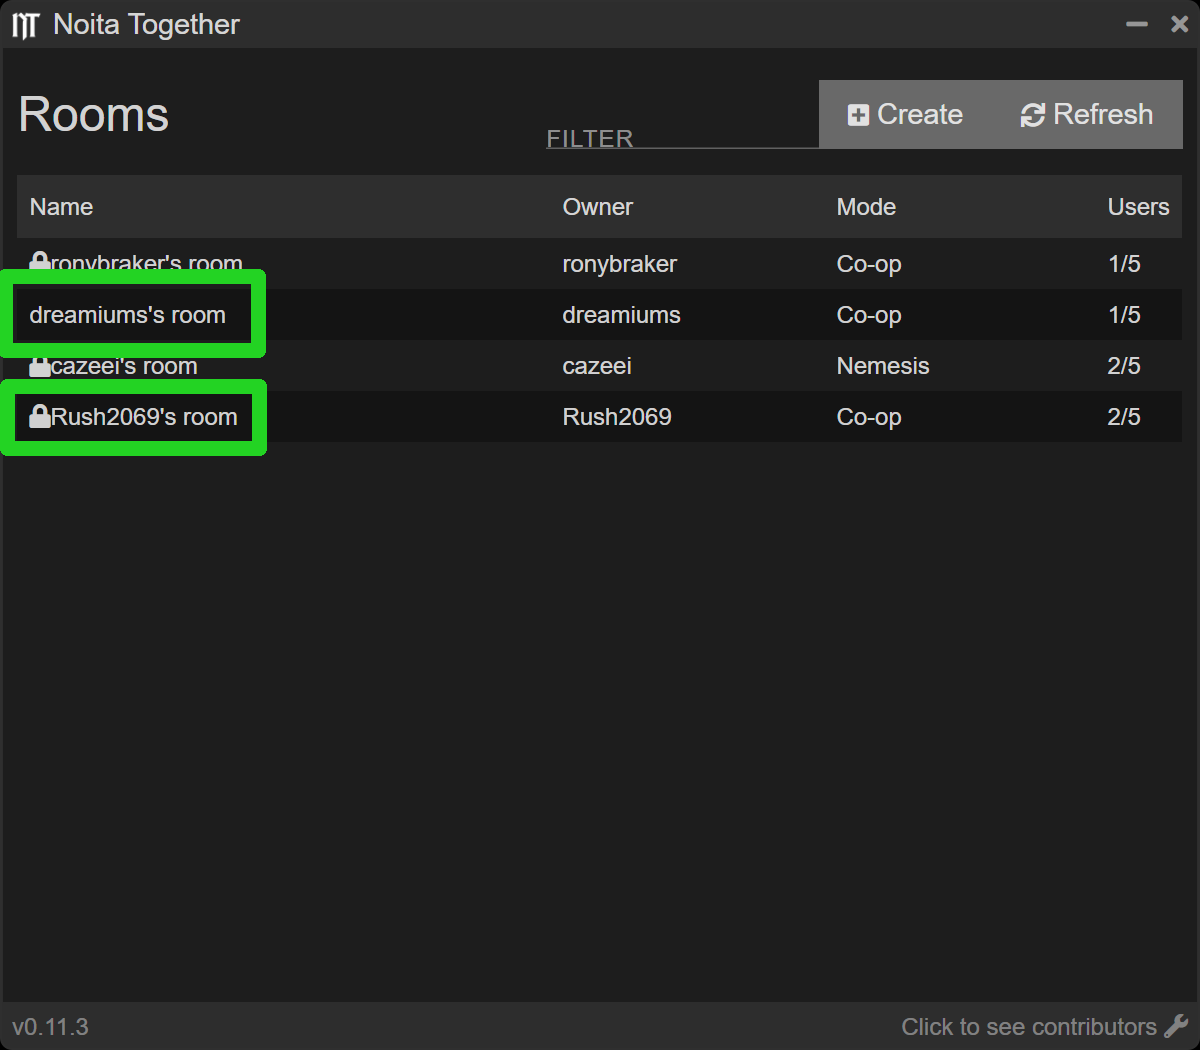 Noita Together
Rooms
FILTER
Create
Refresh
Name Owner Mode Users
ronybraker's room ronybraker Co-op 1/5
dreamiums's room dreamiums Co-op 1/5
cazeei's room cazeei Nemesis 2/5
Rush2069's room Rush2069 Co-op 2/5
v0.11.3
Click to see contributors